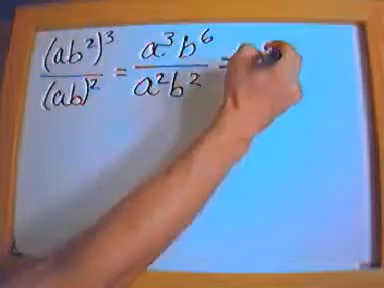 (ab²)³/(ab)² = a³b⁶/a²b² =